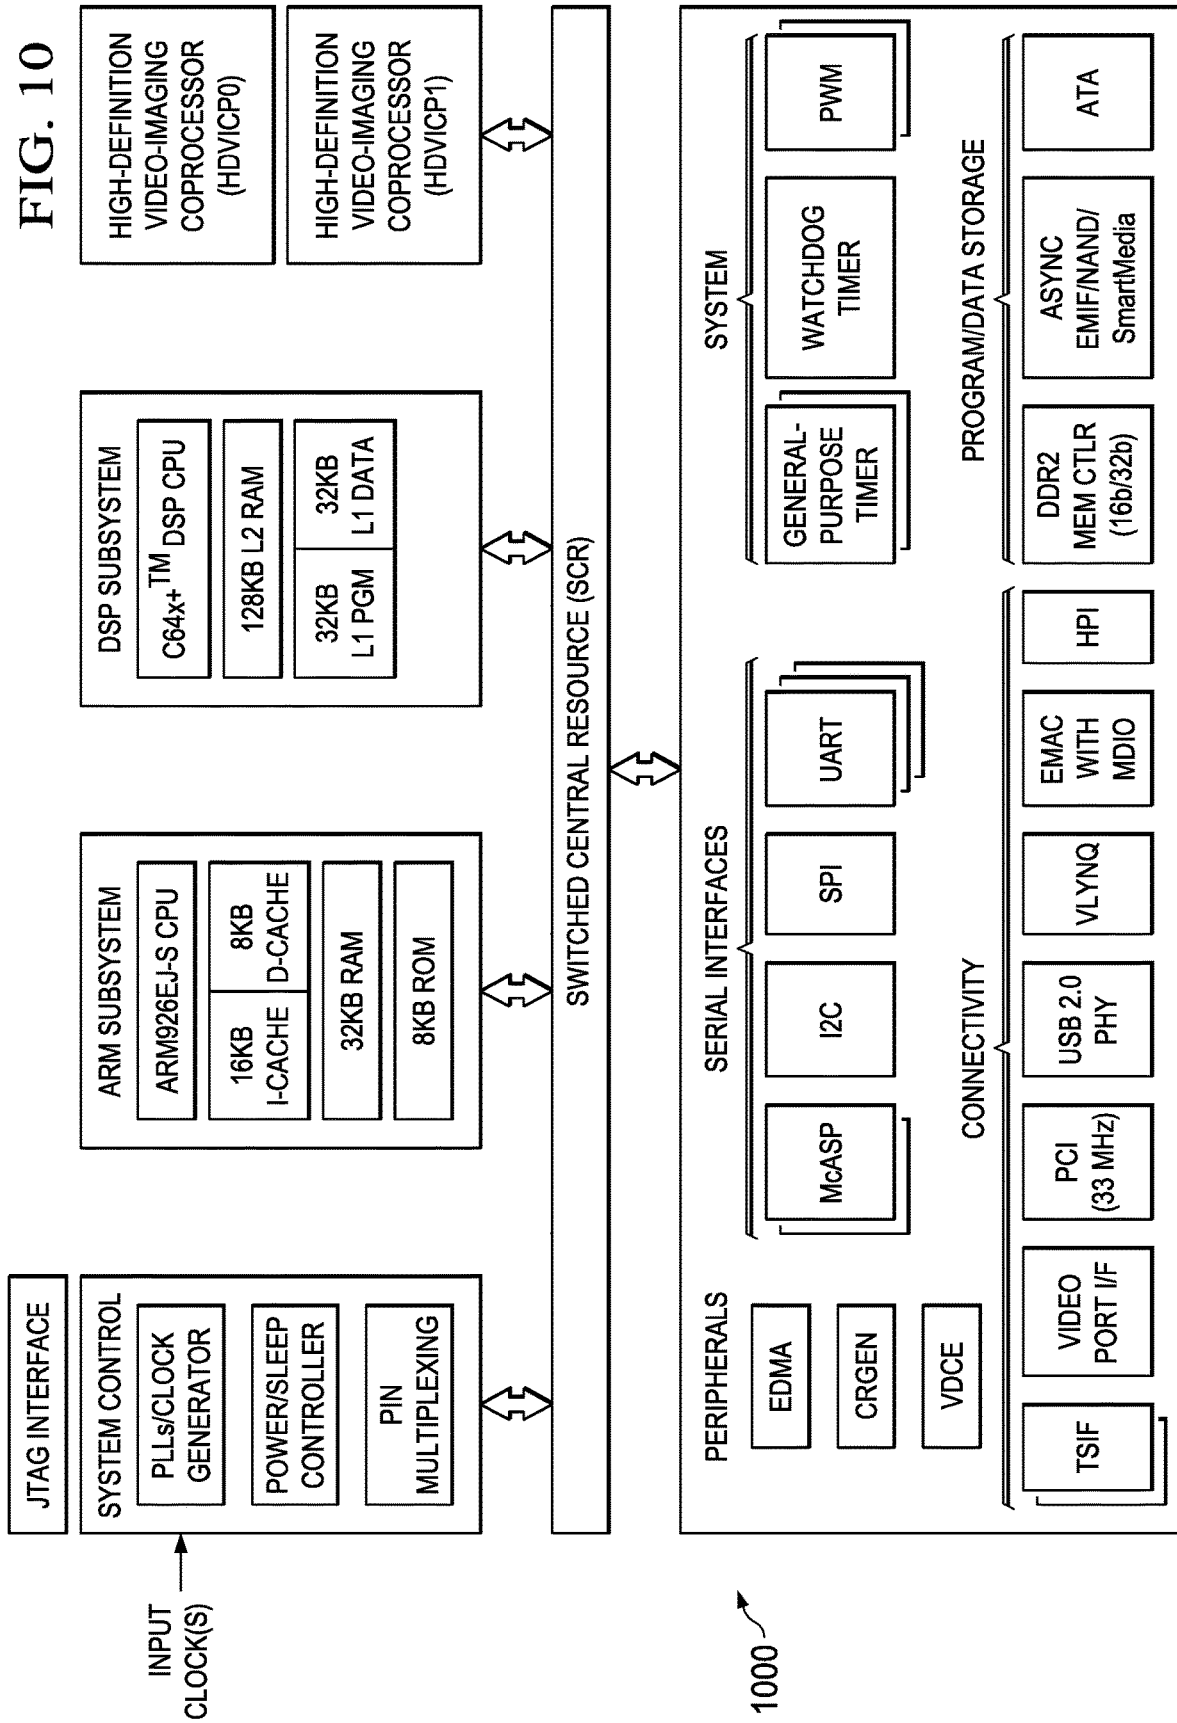 FIG. 10
JTAG INTERFACE
INPUT
CLOCK(S)
SYSTEM CONTROL
PLLs/CLOCK
GENERATOR
POWER/SLEEP
CONTROLLER
PIN
MULTIPLEXING
ARM SUBSYSTEM
ARM926EJ-S CPU
16KB
I-CACHE
8KB
D-CACHE
32KB RAM
8KB ROM
DSP SUBSYSTEM
C64x+™ DSP CPU
128KB L2 RAM
32KB
L1 PGM
32KB
L1 DATA
HIGH-DEFINITION
VIDEO-IMAGING
COPROCESSOR
(HDVICP0)
HIGH-DEFINITION
VIDEO-IMAGING
COPROCESSOR
(HDVICP1)
SWITCHED CENTRAL RESOURCE (SCR)
1000
PERIPHERALS
EDMA
CRGEN
VDCE
SERIAL INTERFACES
McASP
I2C
SPI
UART
SYSTEM
GENERAL-
PURPOSE
TIMER
WATCHDOG
TIMER
PWM
CONNECTIVITY
TSIF
VIDEO
PORT I/F
PCI
(33 MHz)
USB 2.0
PHY
VLYNQ
EMAC
WITH
MDIO
HPI
PROGRAM/DATA STORAGE
DDR2
MEM CTLR
(16b/32b)
ASYNC
EMIF/NAND/
SmartMedia
ATA